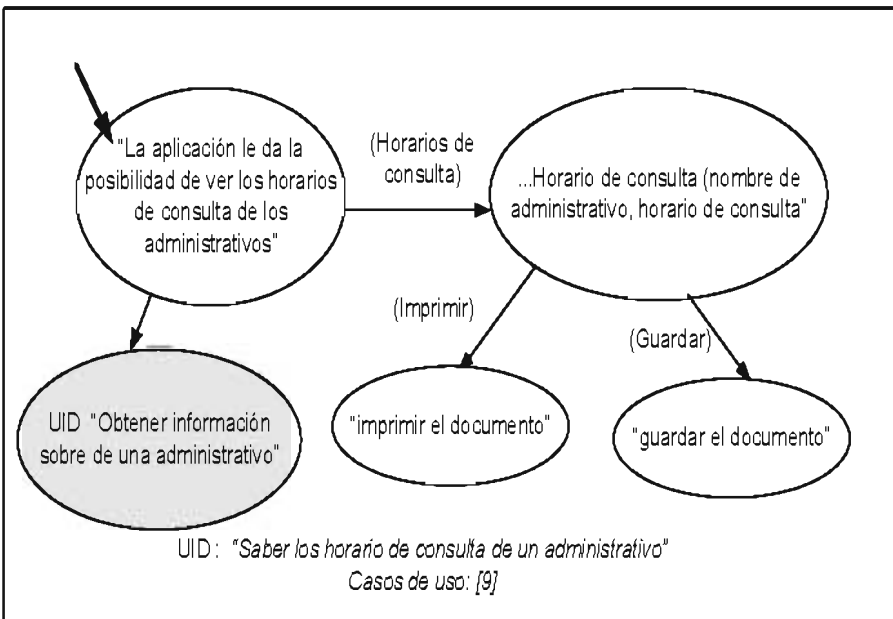 "La aplicación le da la
posibilidad de ver los horarios
de consulta de los
administrativos"
(Horarios de
consulta)
...Horario de consulta (nombre de
administrativo, horario de consulta"
(Imprimir)
(Guardar)
UID "Obtener información
sobre de una administrativo"
"imprimir el documento"
"guardar el documento"
UID: "Saber los horario de consulta de un administrativo"
Casos de uso: [9]